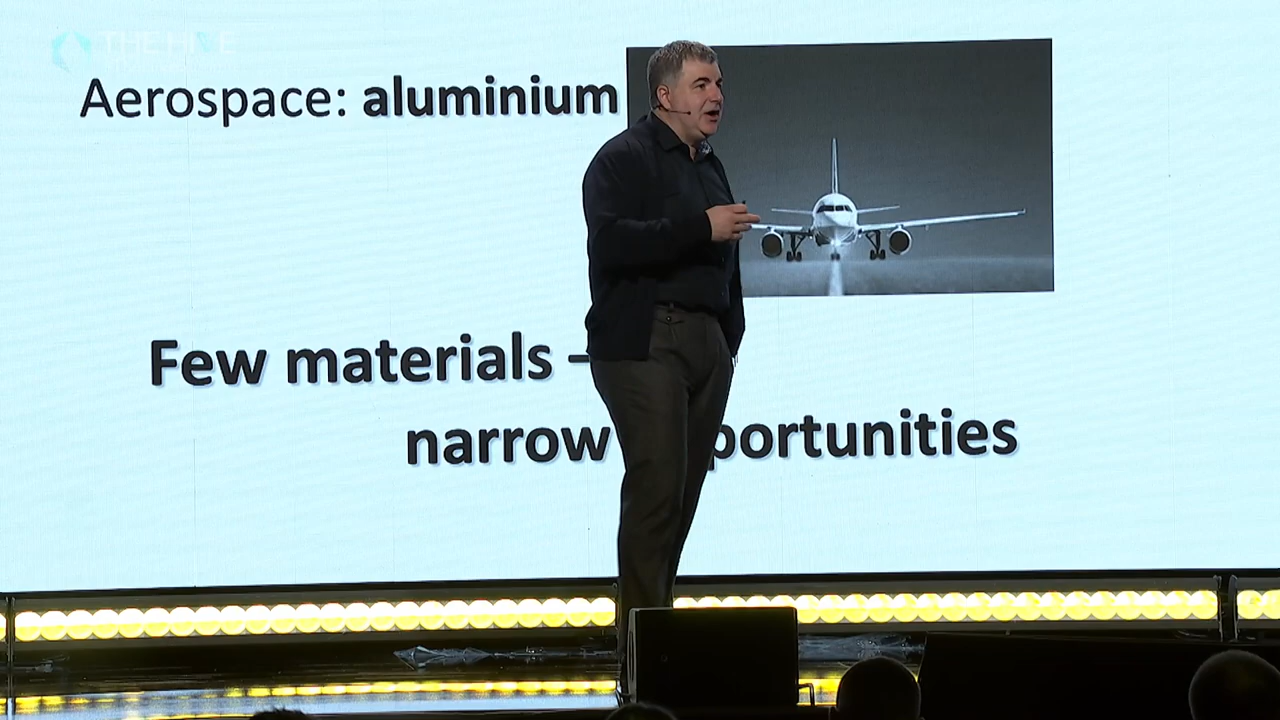 THE HIVE
Aerospace: aluminium
Few materials –
narrow portunities